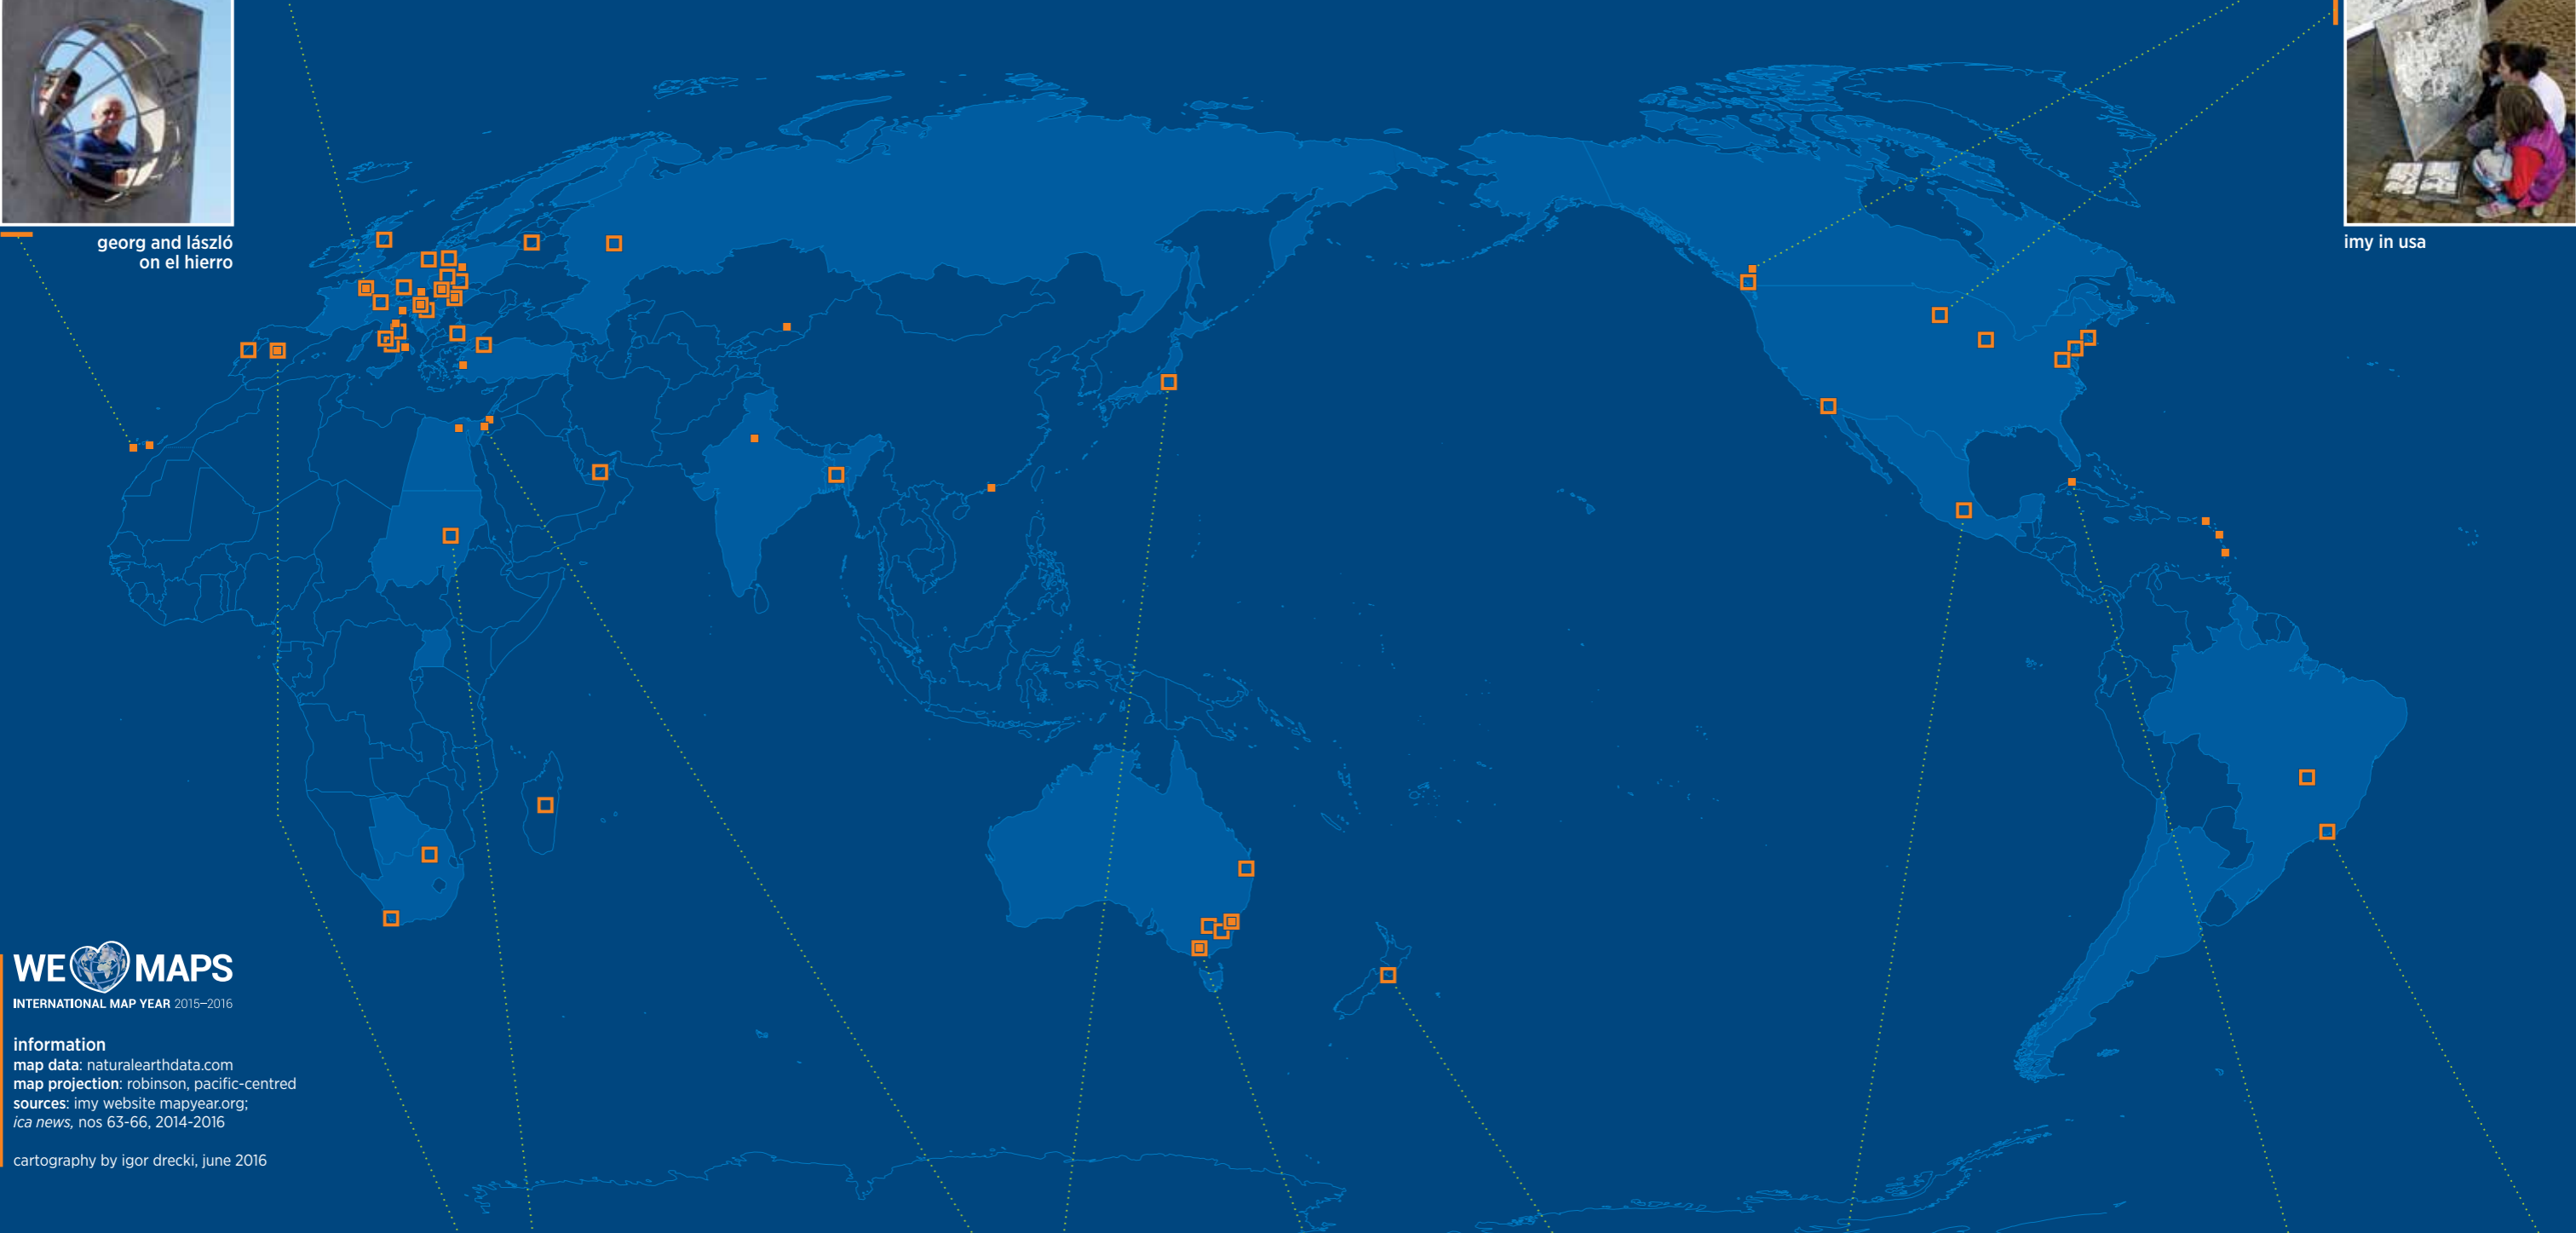 georg and lászló
on el hierro
imy in usa
WE MAPS
INTERNATIONAL MAP YEAR 2015–2016
information
map data: naturalearthdata.com
map projection: robinson, pacific-centred
sources: imy website mapyear.org;
ica news, nos 63-66, 2014-2016
cartography by igor drecki, june 2016